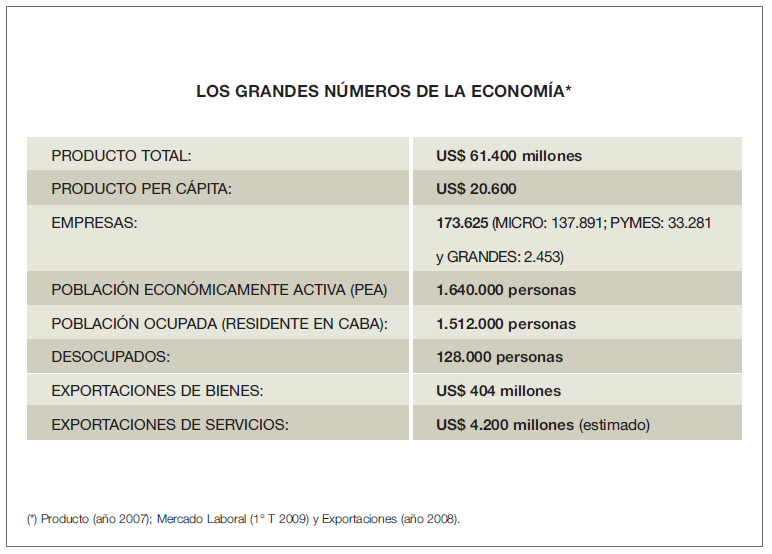 LOS GRANDES NÚMEROS DE LA ECONOMÍA*
PRODUCTO TOTAL: US$ 61.400 millones
PRODUCTO PER CÁPITA: US$ 20.600
EMPRESAS: 173.625 (MICRO: 137.891; PYMES: 33.281
y GRANDES: 2.453)
POBLACIÓN ECONÓMICAMENTE ACTIVA (PEA) 1.640.000 personas
POBLACIÓN OCUPADA (RESIDENTE EN CABA): 1.512.000 personas
DESOCUPADOS: 128.000 personas
EXPORTACIONES DE BIENES: US$ 404 millones
EXPORTACIONES DE SERVICIOS: US$ 4.200 millones (estimado)
(*) Producto (año 2007); Mercado Laboral (1° T 2009) y Exportaciones (año 2008).